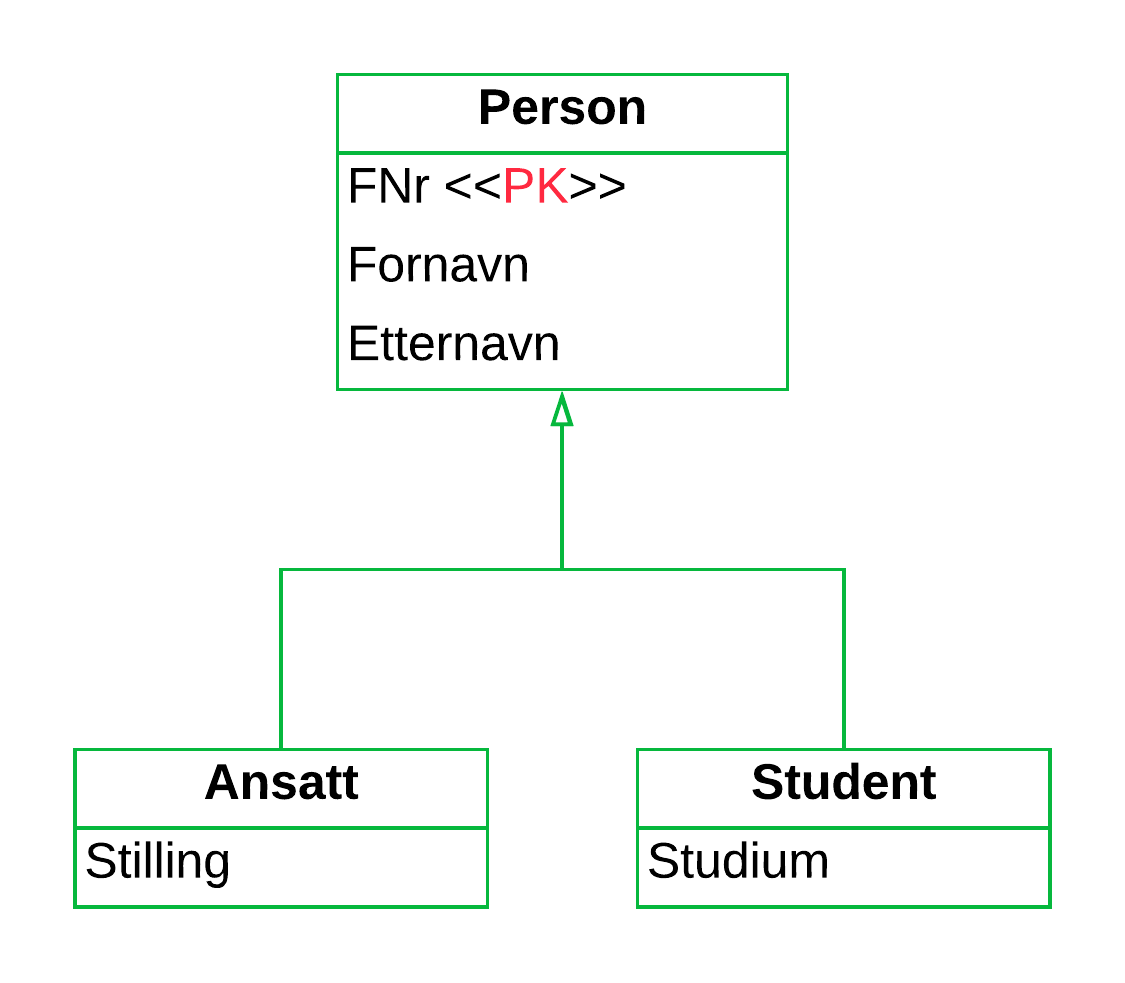 Person
FNr <<PK>>
Fornavn
Etternavn
Ansatt
Stilling
Student
Studium